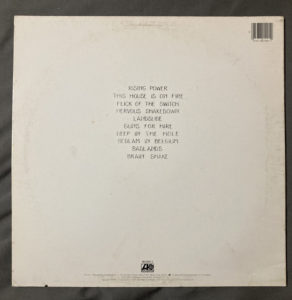 RISING POWER
THIS HOUSE IS ON FIRE
FLICK OF THE SWITCH
NERVOUS SHAKEDOWN
LANDSLIDE
GUNS FOR HIRE
DEEP IN THE HOLE
BEDLAM IN BELGIUM
BADLANDS
BRAIN SHAKE